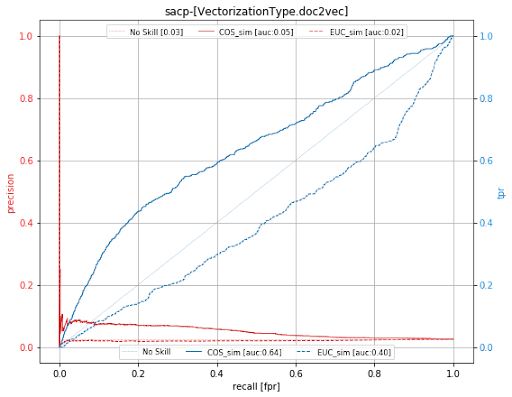 sacp-[VectorizationType.doc2vec]
No Skill [0.03] COS_sim [auc:0.05] EUC_sim [auc:0.02]
1.0 1.0
0.8 0.8
0.6 0.6
precision tpr
0.4 0.4
0.2 0.2
0.0 0.0
No Skill COS_sim [auc:0.64] EUC_sim [auc:0.40]
0.0 0.2 0.4 0.6 0.8 1.0
recall [fpr]